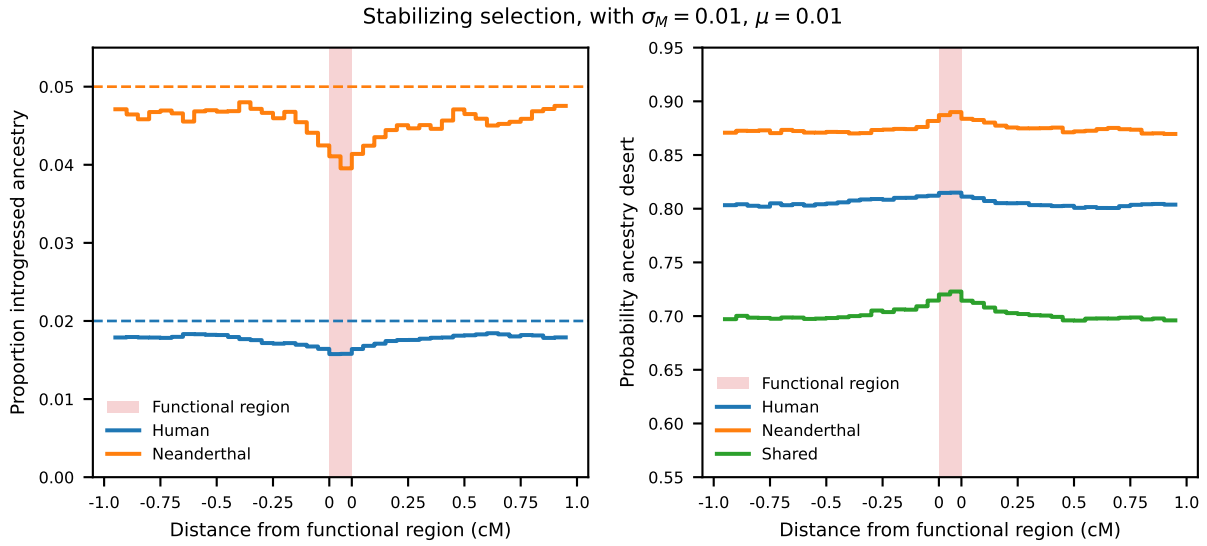 Stabilizing selection, with σ_M = 0.01, μ = 0.01
Proportion introgressed ancestry
0.05
0.04
0.03
0.02
0.01
0.00
Functional region
Human
Neanderthal
-1.0 -0.75 -0.5 -0.25 0 0 0.25 0.5 0.75 1.0
Distance from functional region (cM)
Probability ancestry desert
0.95
0.90
0.85
0.80
0.75
0.70
0.65
0.60
0.55
Functional region
Human
Neanderthal
Shared
-1.0 -0.75 -0.5 -0.25 0 0 0.25 0.5 0.75 1.0
Distance from functional region (cM)